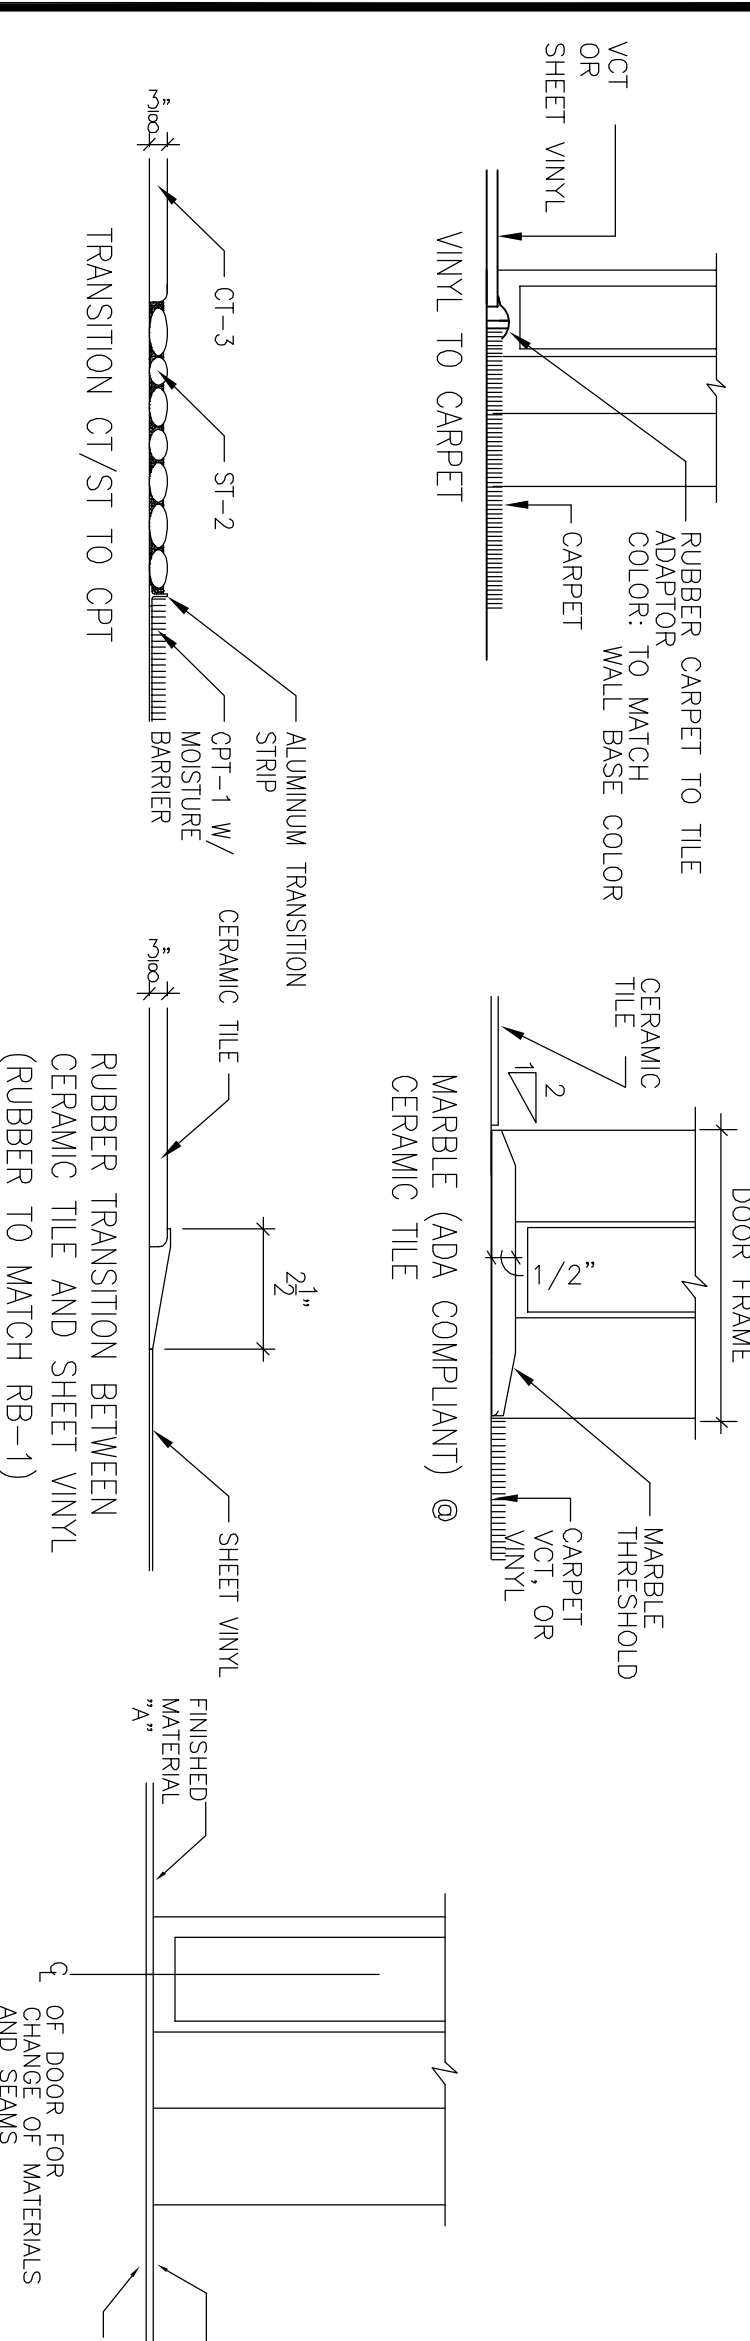 VCT
OR
SHEET VINYL
RUBBER CARPET TO TILE
ADAPTOR
COLOR: TO MATCH
WALL BASE COLOR
CARPET
VINYL TO CARPET
3/8"
CT-3
ST-2
ALUMINUM TRANSITION
STRIP
CPT-1 W/
MOISTURE
BARRIER
TRANSITION CT/ST TO CPT
DOOR FRAME
CERAMIC
TILE
2
1
1/2"
MARBLE
THRESHOLD
CARPET
VCT, OR
VINYL
MARBLE (ADA COMPLIANT) @
CERAMIC TILE
CERAMIC TILE
3/8"
2 1/2"
SHEET VINYL
RUBBER TRANSITION BETWEEN
CERAMIC TILE AND SHEET VINYL
(RUBBER TO MATCH RB-1)
FINISHED
MATERIAL
"A"
CL OF DOOR FOR
CHANGE OF MATERIALS
AND SEAMS